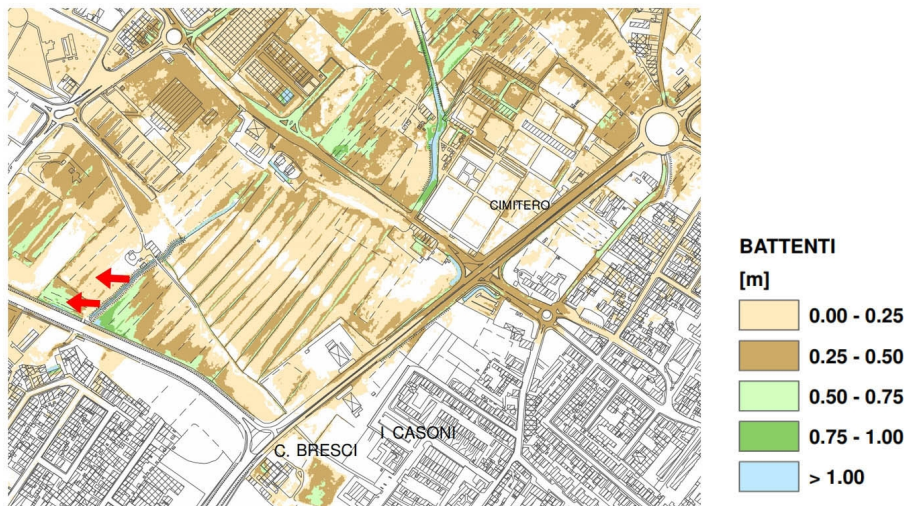 CIMITERO
I CASONI
C. BRESCI
BATTENTI
[m]
0.00 - 0.25
0.25 - 0.50
0.50 - 0.75
0.75 - 1.00
> 1.00